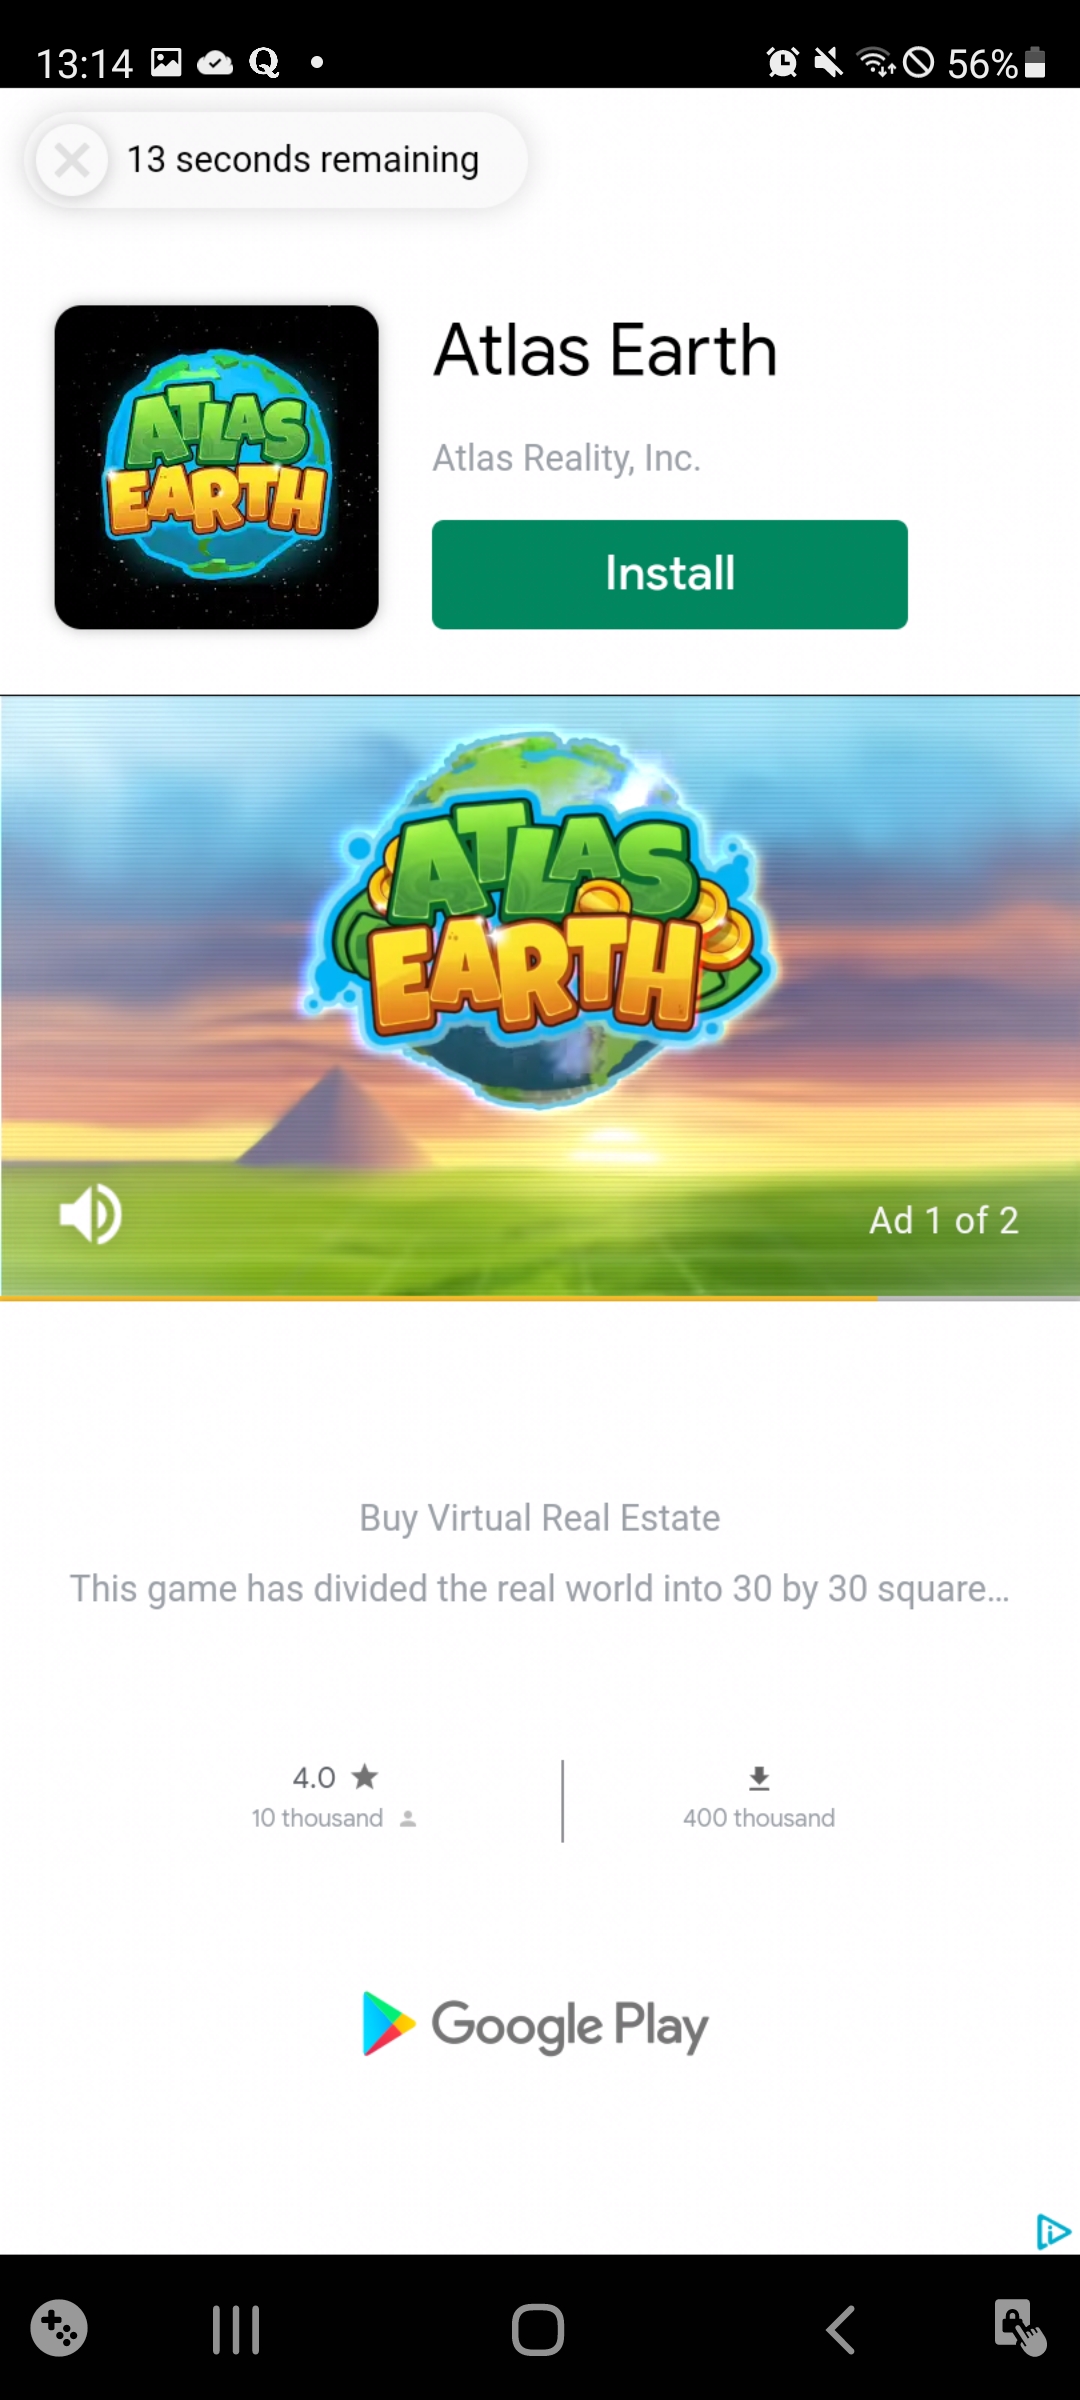 13:14
56%
13 seconds remaining
ATLAS
EARTH
Atlas Earth
Atlas Reality, Inc.
Install
ATLAS
EARTH
Ad 1 of 2
Buy Virtual Real Estate
This game has divided the real world into 30 by 30 square...
4.0
10 thousand
400 thousand
Google Play